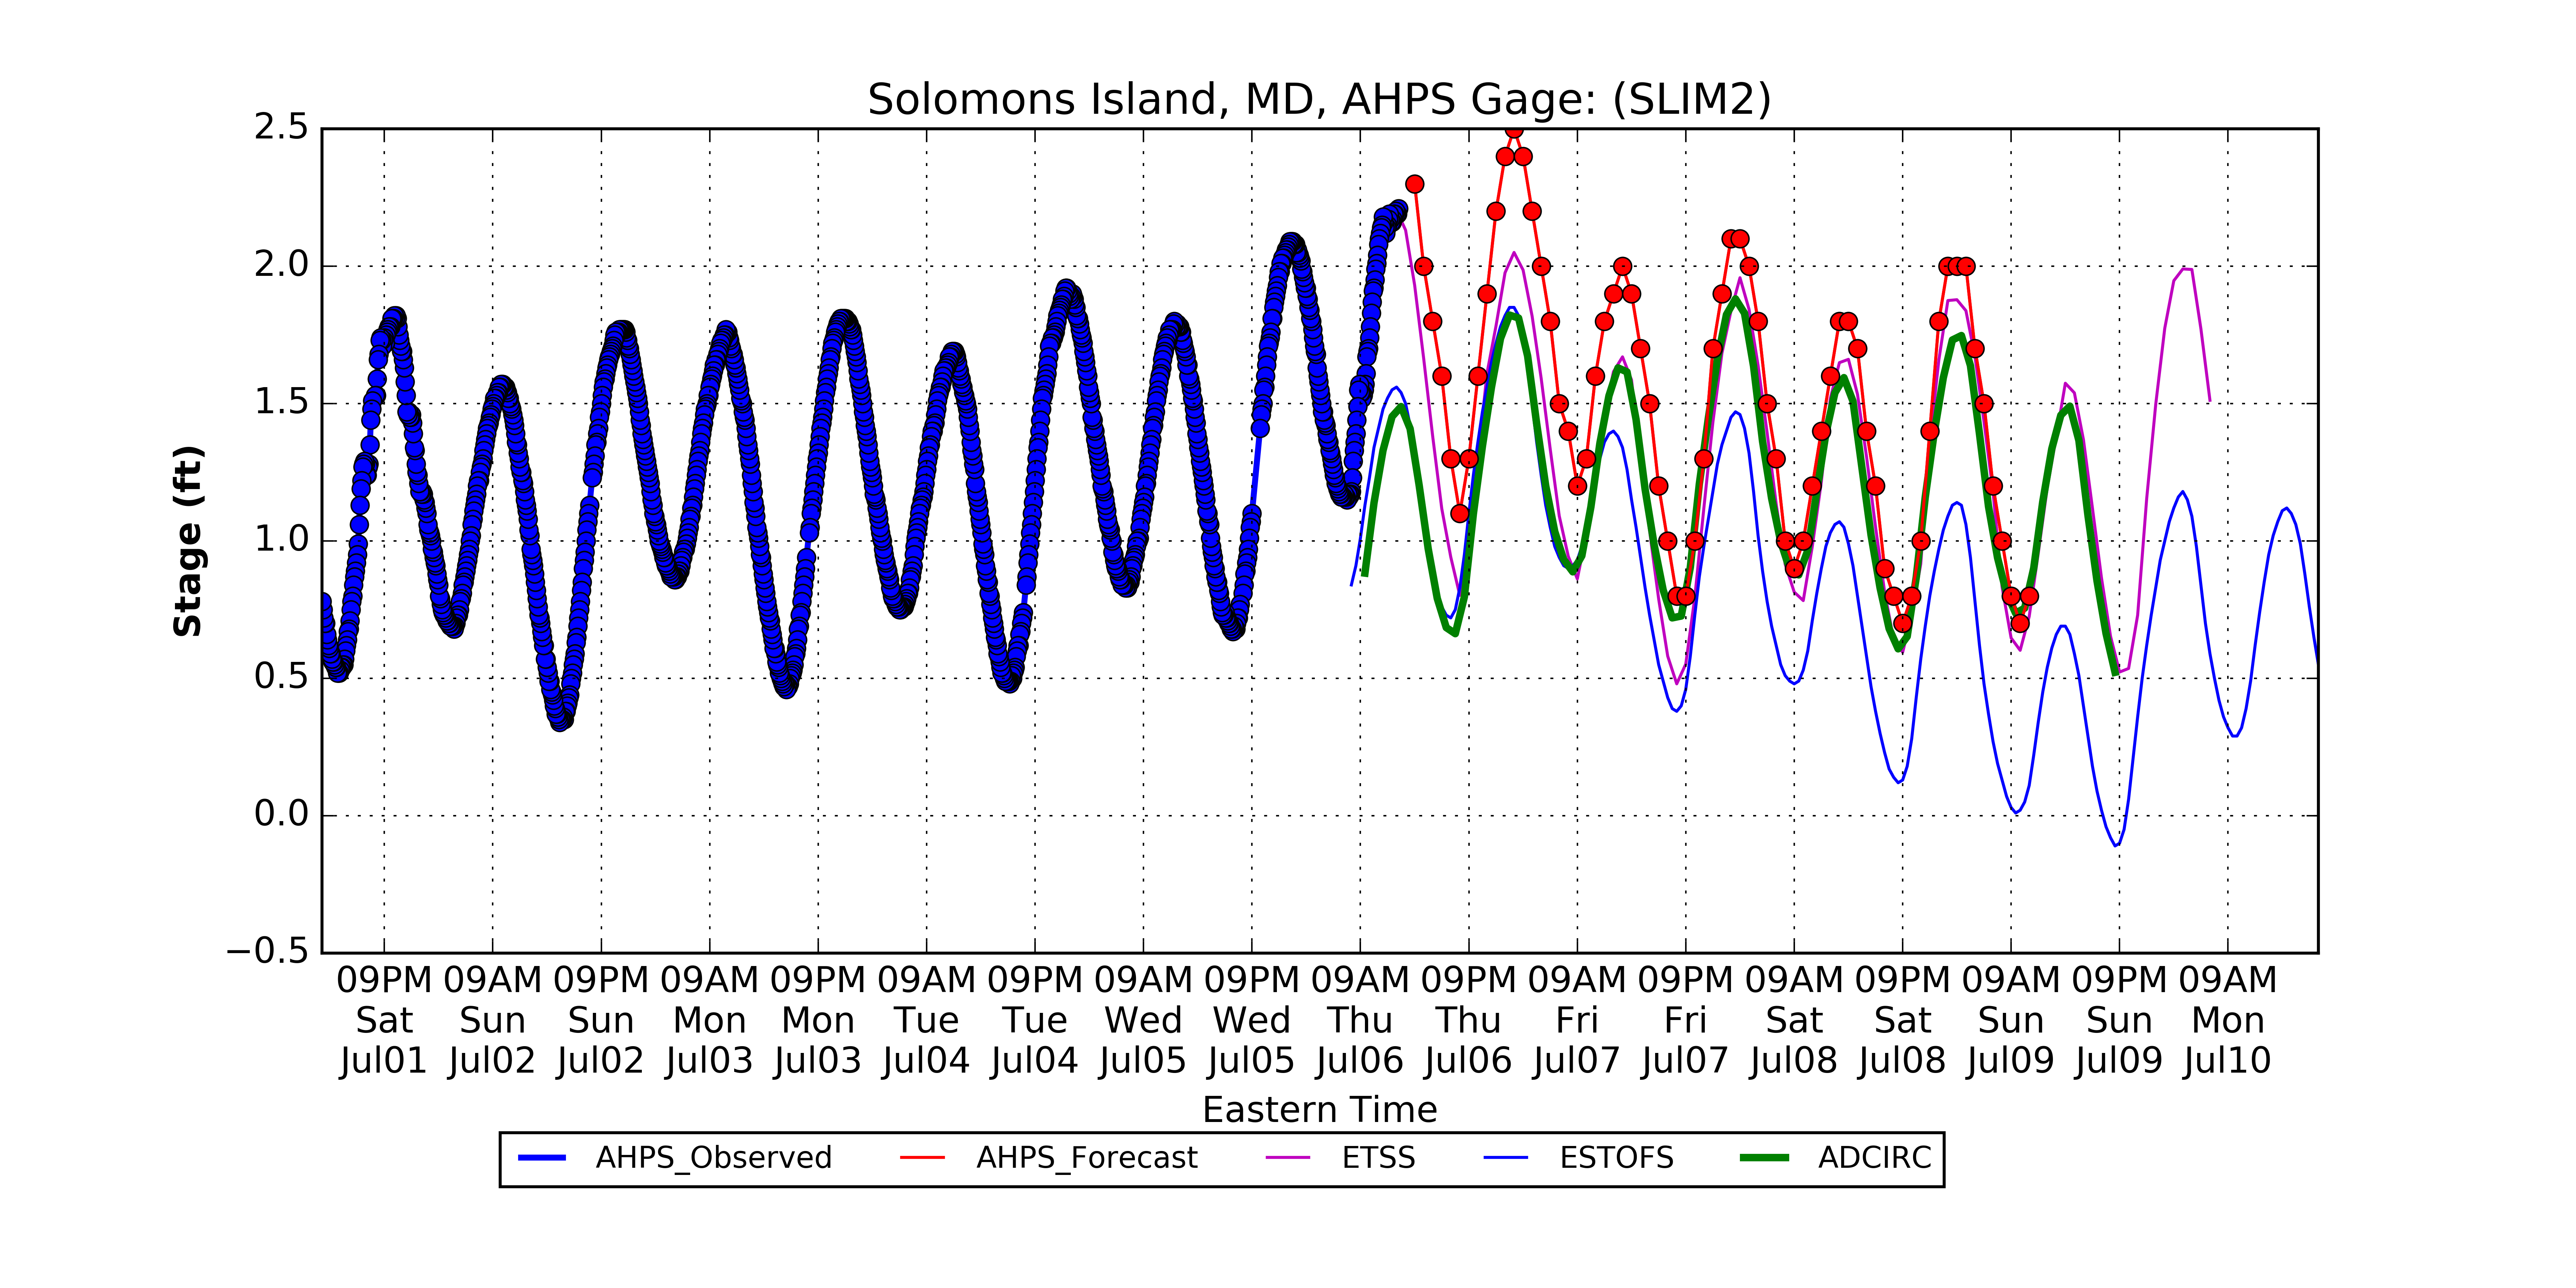 Solomons Island, MD, AHPS Gage: (SLIM2)
2.5
2.0
1.5
1.0
0.5
0.0
−0.5
Stage (ft)
09PM 09AM 09PM 09AM 09PM 09AM 09PM 09AM 09PM 09AM 09PM 09AM 09PM 09AM 09PM 09AM 09PM 09AM
Sat Sun Sun Mon Mon Tue Tue Wed Wed Thu Thu Fri Fri Sat Sat Sun Sun Mon
Jul01 Jul02 Jul02 Jul03 Jul03 Jul04 Jul04 Jul05 Jul05 Jul06 Jul06 Jul07 Jul07 Jul08 Jul08 Jul09 Jul09 Jul10
Eastern Time
AHPS_Observed AHPS_Forecast ETSS ESTOFS ADCIRC